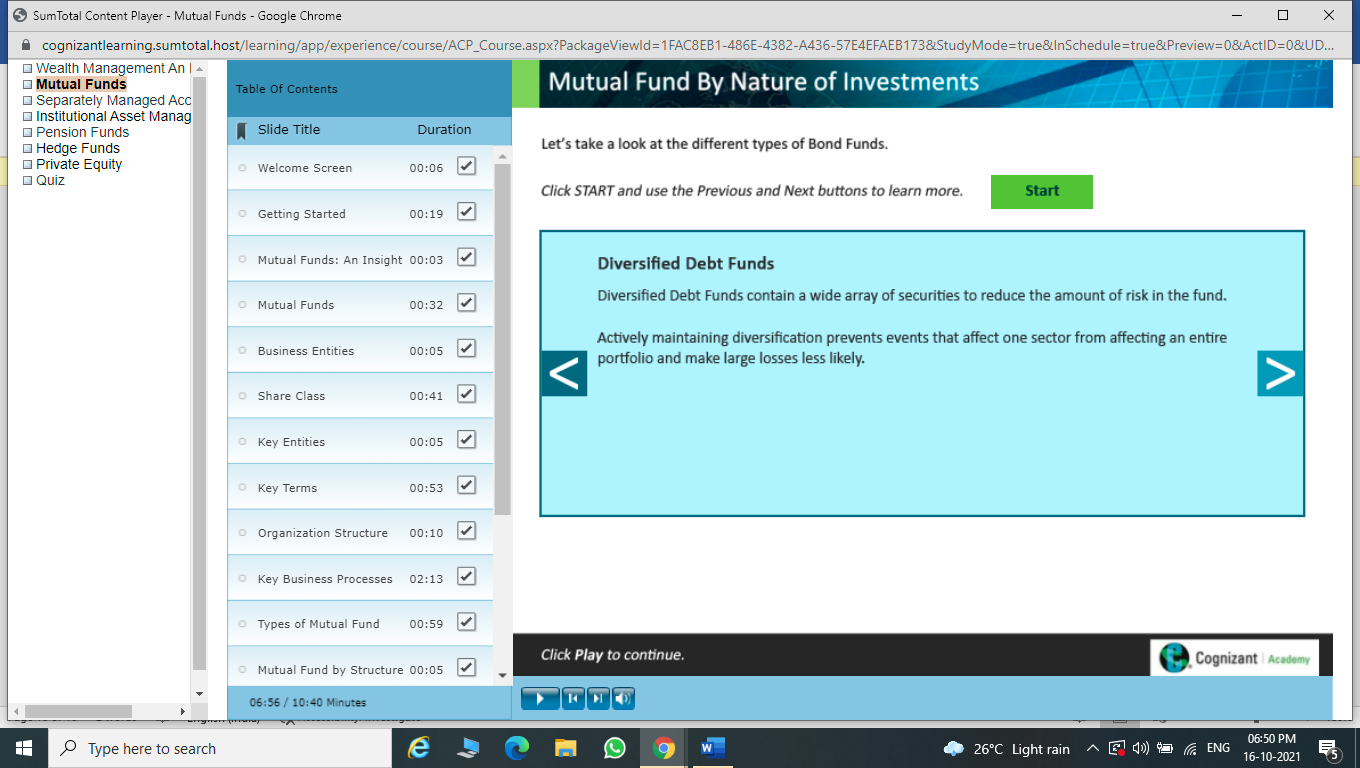 SumTotal Content Player - Mutual Funds - Google Chrome
cognizantlearning.sumtotal.host/learning/app/experience/course/ACP_Course.aspx?PackageViewId=1FAC8EB1-486E-4382-A436-57E4EFAEB173&StudyMode=true&InSchedule=true&Preview=0&ActID=0&UD...
Wealth Management An I
Mutual Funds
Separately Managed Acc
Institutional Asset Manag
Pension Funds
Hedge Funds
Private Equity
Quiz
Table Of Contents
Slide Title Duration
Welcome Screen 00:06
Getting Started 00:19
Mutual Funds: An Insight 00:03
Mutual Funds 00:32
Business Entities 00:05
Share Class 00:41
Key Entities 00:05
Key Terms 00:53
Organization Structure 00:10
Key Business Processes 02:13
Types of Mutual Fund 00:59
Mutual Fund by Structure 00:05
06:56 / 10:40 Minutes
Mutual Fund By Nature of Investments
Let's take a look at the different types of Bond Funds.
Click START and use the Previous and Next buttons to learn more. Start
Diversified Debt Funds
Diversified Debt Funds contain a wide array of securities to reduce the amount of risk in the fund.
Actively maintaining diversification prevents events that affect one sector from affecting an entire
portfolio and make large losses less likely.
< >
Click Play to continue.
Cognizant | Academy
Type here to search
26°C Light rain
ENG
06:50 PM
16-10-2021
5